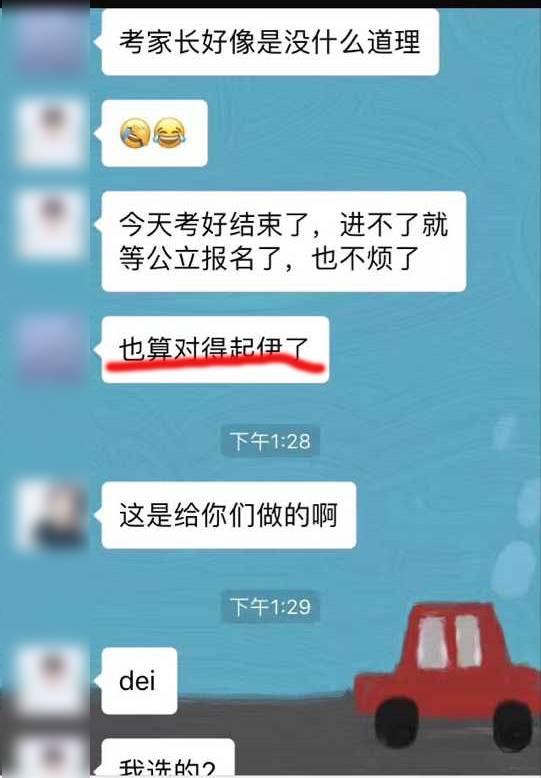 考家长好像是没什么道理
🤣😂
今天考好结束了，进不了就
等公立报名了，也不烦了
也算对得起伊了
下午1:28
这是给你们做的啊
下午1:29
dei
我选的2